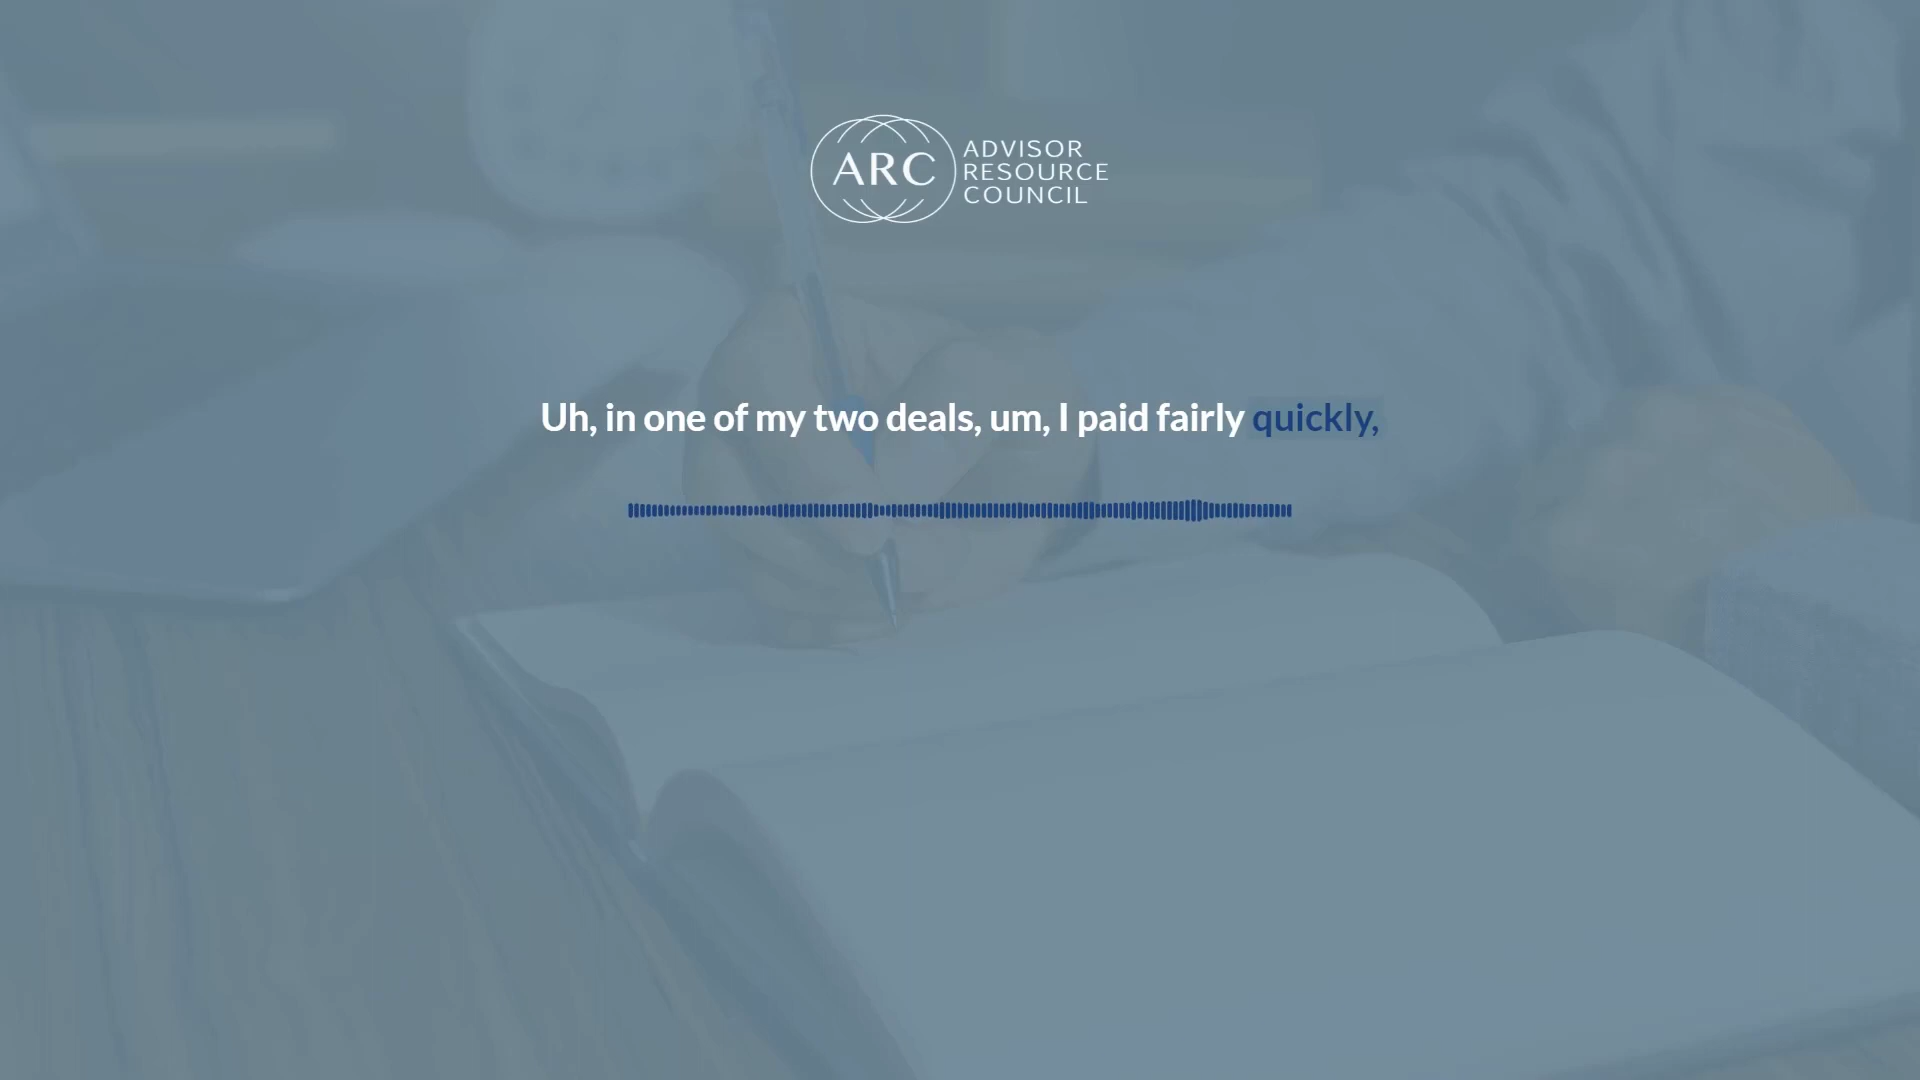 ARC
ADVISOR
RESOURCE
COUNCIL
Uh, in one of my two deals, um, I paid fairly quickly,